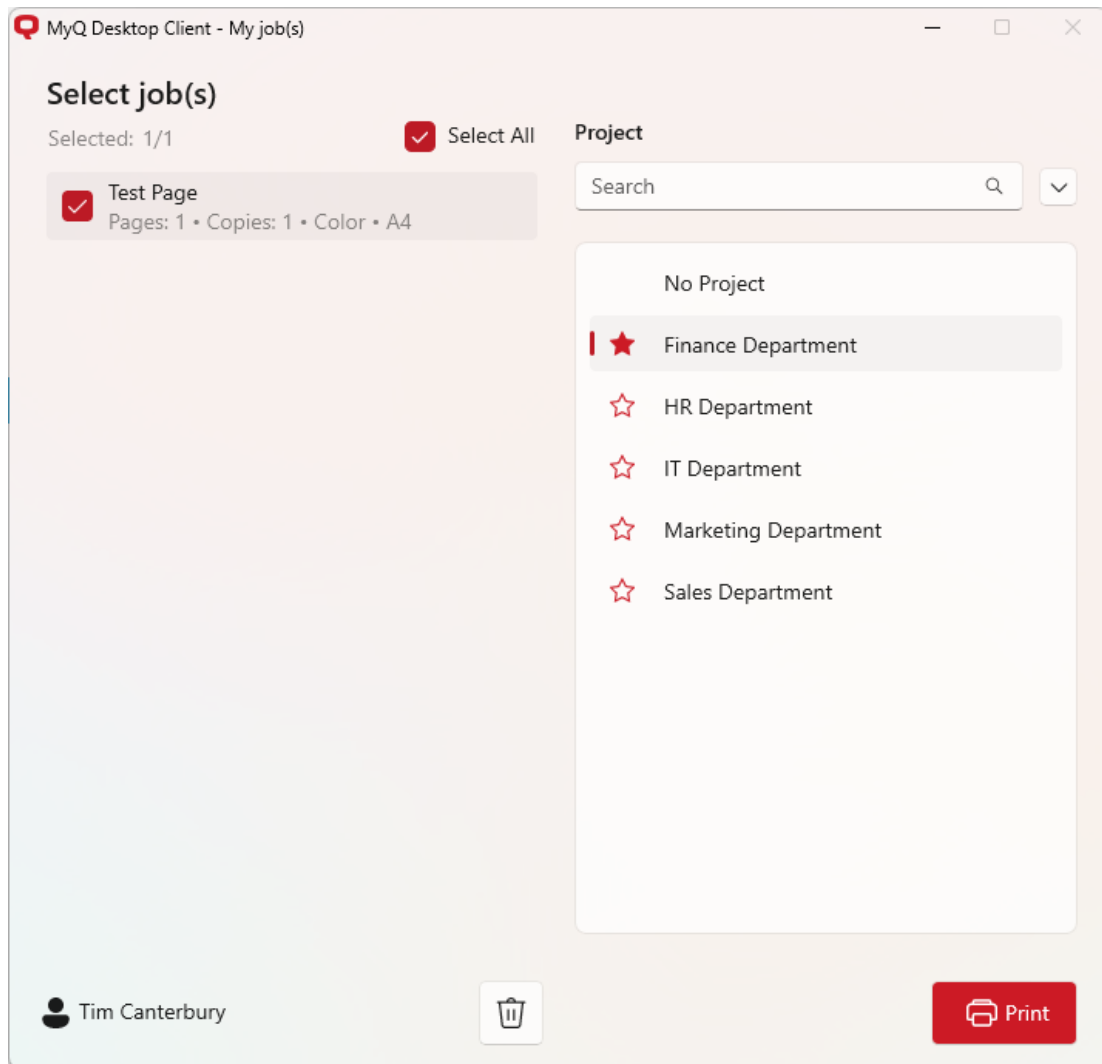 MyQ Desktop Client - My job(s)
Select job(s)
Selected: 1/1
Select All
Test Page
Pages: 1 • Copies: 1 • Color • A4
Project
Search
No Project
Finance Department
HR Department
IT Department
Marketing Department
Sales Department
Tim Canterbury
Print